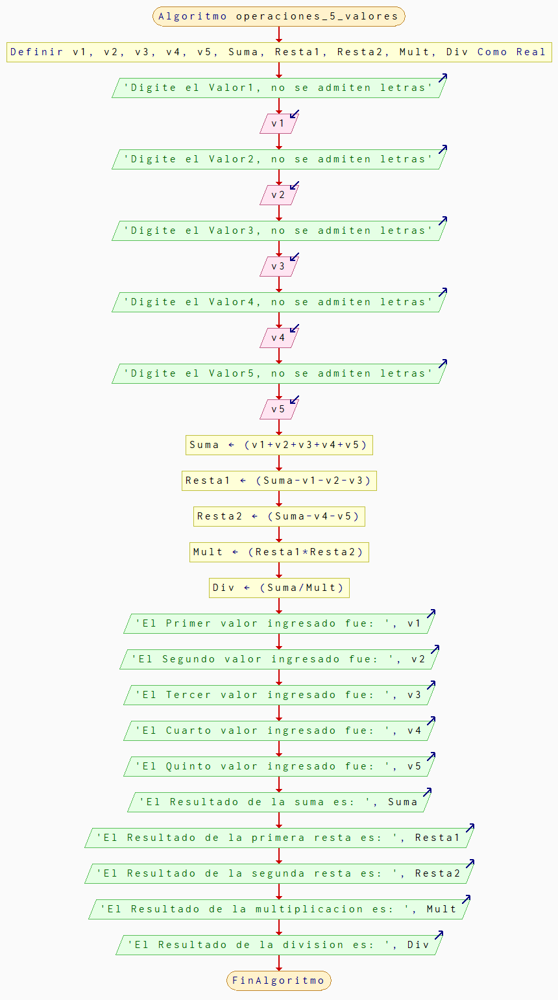 Algoritmo operaciones_5_valores
Definir v1, v2, v3, v4, v5, Suma, Resta1, Resta2, Mult, Div Como Real
'Digite el Valor1, no se admiten letras'
v1
'Digite el Valor2, no se admiten letras'
v2
'Digite el Valor3, no se admiten letras'
v3
'Digite el Valor4, no se admiten letras'
v4
'Digite el Valor5, no se admiten letras'
v5
Suma ← (v1+v2+v3+v4+v5)
Resta1 ← (Suma-v1-v2-v3)
Resta2 ← (Suma-v4-v5)
Mult ← (Resta1*Resta2)
Div ← (Suma/Mult)
'El Primer valor ingresado fue: ', v1
'El Segundo valor ingresado fue: ', v2
'El Tercer valor ingresado fue: ', v3
'El Cuarto valor ingresado fue: ', v4
'El Quinto valor ingresado fue: ', v5
'El Resultado de la suma es: ', Suma
'El Resultado de la primera resta es: ', Resta1
'El Resultado de la segunda resta es: ', Resta2
'El Resultado de la multiplicacion es: ', Mult
'El Resultado de la division es: ', Div
FinAlgoritmo